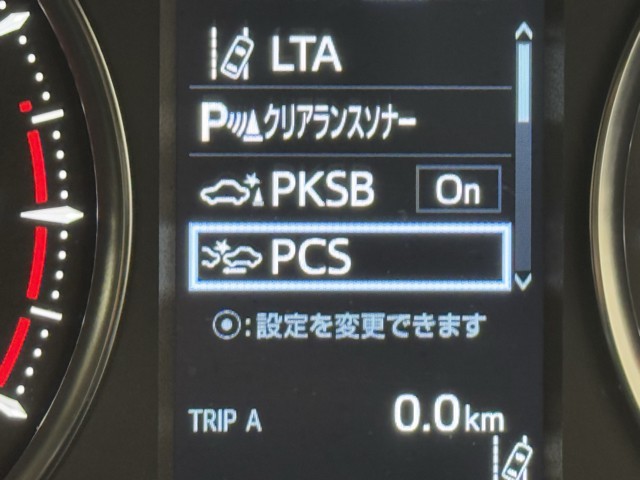 LTA
P クリアランスソナー
PKSB On
PCS
:設定を変更できます
TRIP A 0.0km